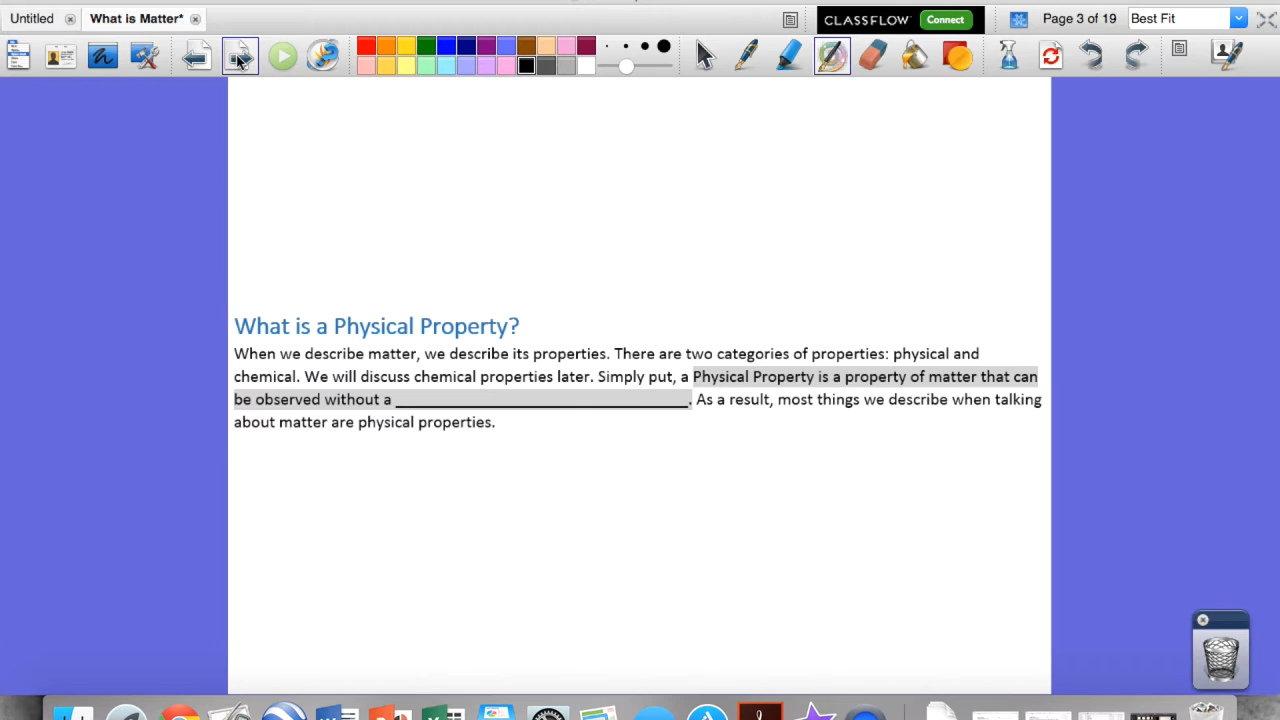 Untitled
What is Matter*
CLASSFLOW Connect
Page 3 of 19
Best Fit
What is a Physical Property?
When we describe matter, we describe its properties. There are two categories of properties: physical and
chemical. We will discuss chemical properties later. Simply put, a Physical Property is a property of matter that can
be observed without a ______________________________. As a result, most things we describe when talking
about matter are physical properties.